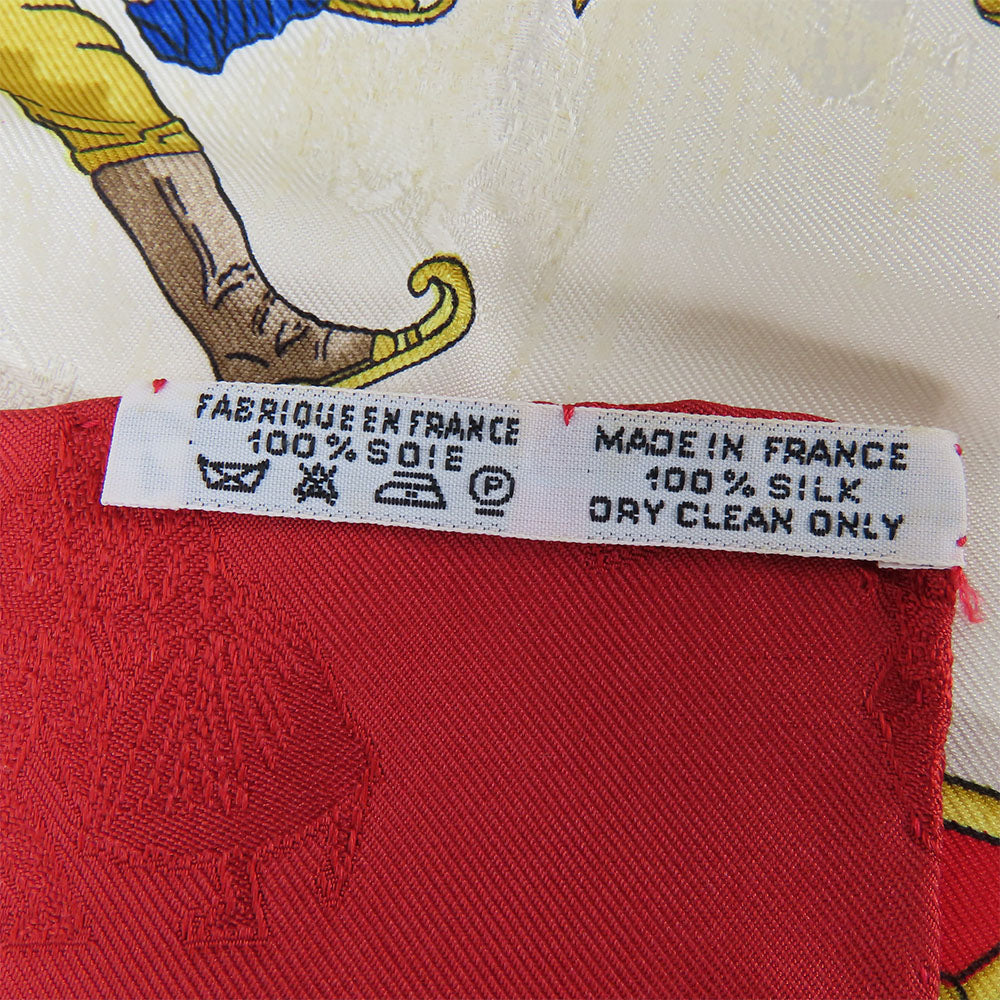 FABRIQUE EN FRANCE
100 % SOIE
P
MADE IN FRANCE
100 % SILK
DRY CLEAN ONLY